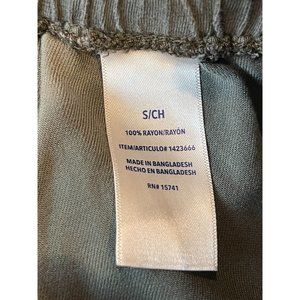 S/CH
100% RAYON/RAYÓN
ITEM/ARTICULO# 1423666
MADE IN BANGLADESH
HECHO EN BANGLADESH
RN# 15741